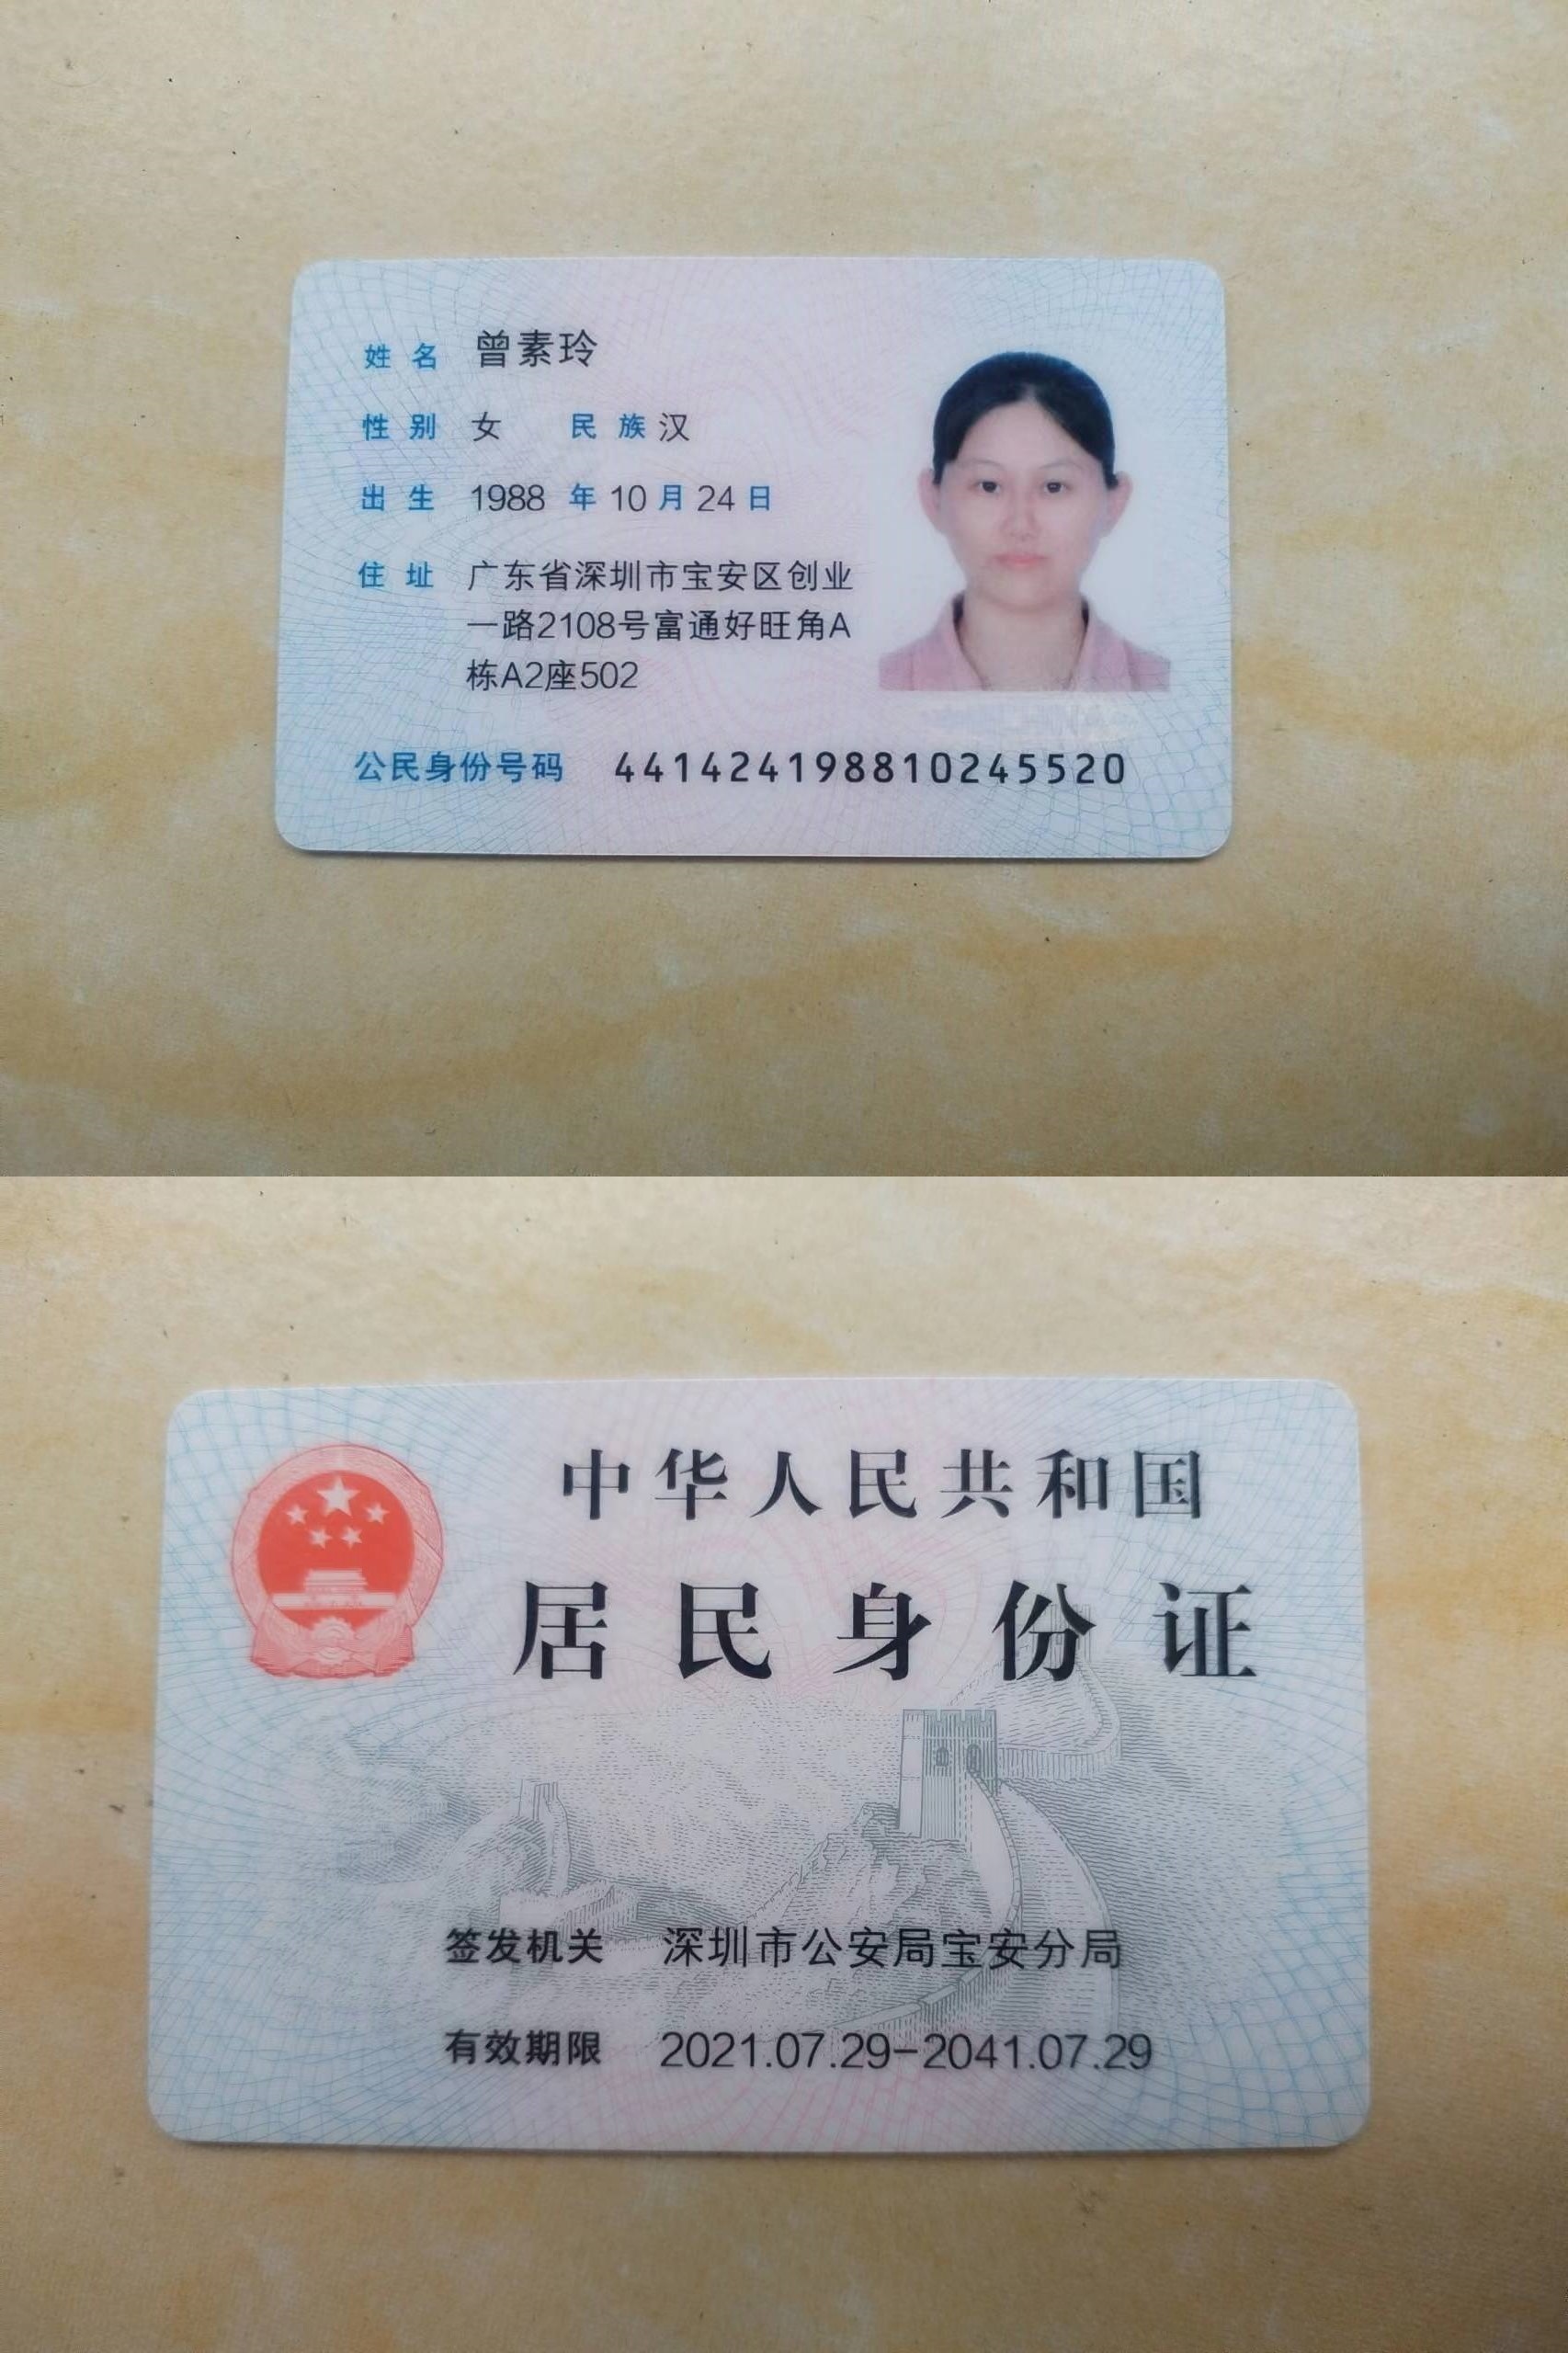 姓名 曾素玲
性别 女 民族 汉
出生 1988 年 10 月 24 日
住址 广东省深圳市宝安区创业
一路2108号富通好旺角A
栋A2座502
公民身份号码 441424198810245520
中华人民共和国
居民身份证
签发机关 深圳市公安局宝安分局
有效期限 2021.07.29-2041.07.29